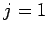 j = 1